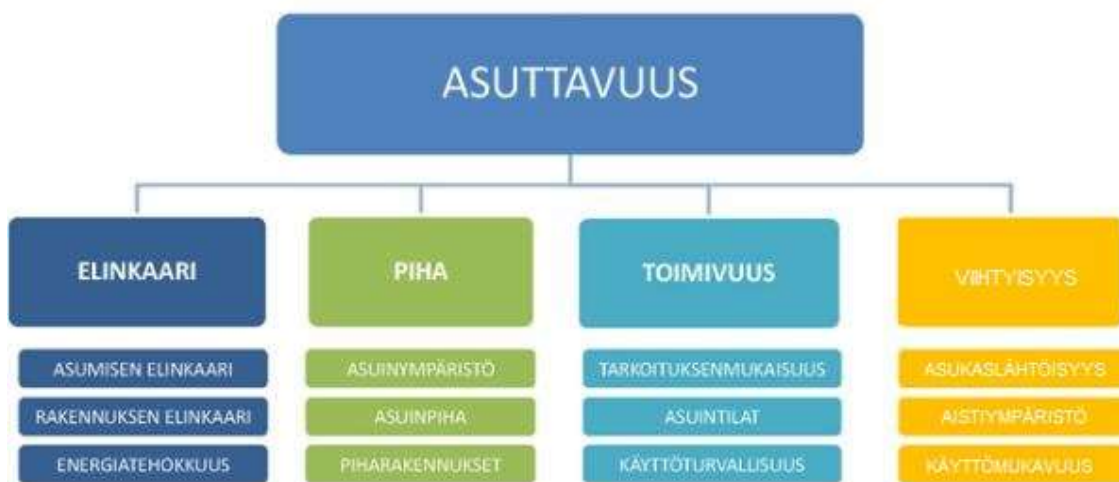 ASUTTAVUUS
ELINKAARI
PIHA
TOIMIVUUS
VIIHTYISYYS
ASUMISEN ELINKAARI
ASUINYMPÄRISTÖ
TARKOITUKSENMUKAISUUS
ASUKASLÄHTÖISYYS
RAKENNUKSEN ELINKAARI
ASUINPIHA
ASUINTILAT
AISTIYMPÄRISTÖ
ENERGIATEHOKKUUS
PIHARAKENNUKSET
KÄYTTÖTURVALLISUUS
KÄYTTÖMUKAVUUS